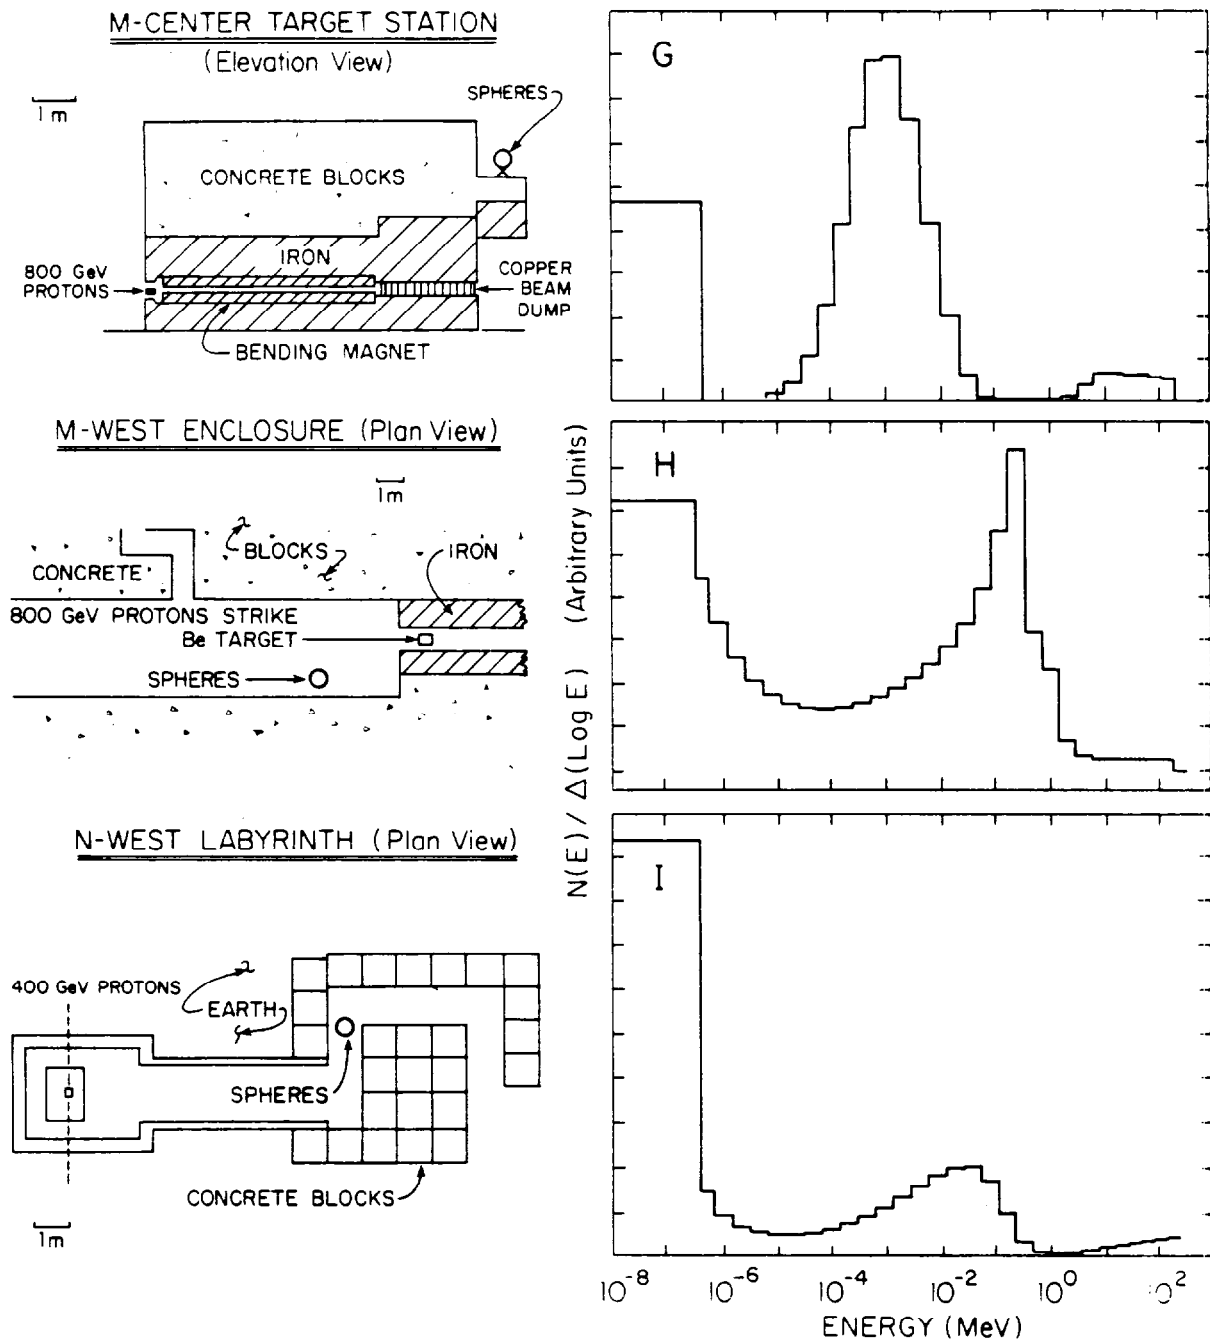 M-CENTER TARGET STATION
(Elevation View)
1m
SPHERES
CONCRETE BLOCKS
IRON
800 GeV
PROTONS
COPPER
BEAM
DUMP
BENDING MAGNET
M-WEST ENCLOSURE (Plan View)
1m
BLOCKS
IRON
CONCRETE
800 GeV PROTONS STRIKE
Be TARGET
SPHERES
N-WEST LABYRINTH (Plan View)
400 GeV PROTONS
EARTH
SPHERES
CONCRETE BLOCKS
1m
N(E) / Δ(Log E) (Arbitrary Units)
G
H
I
10^-8 10^-6 10^-4 10^-2 10^0 10^2
ENERGY (MeV)